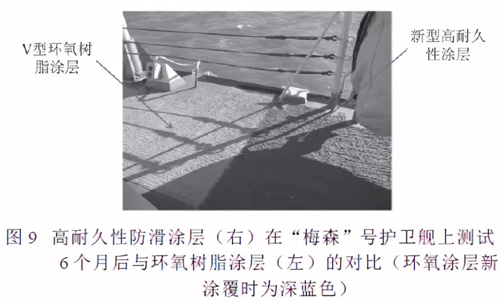 V型环氧树
脂涂层
新型高耐久
性涂层
图9 高耐久性防滑涂层（右）在“梅森”号护卫舰上测试
6个月后与环氧树脂涂层（左）的对比（环氧涂层新
涂覆时为深蓝色）